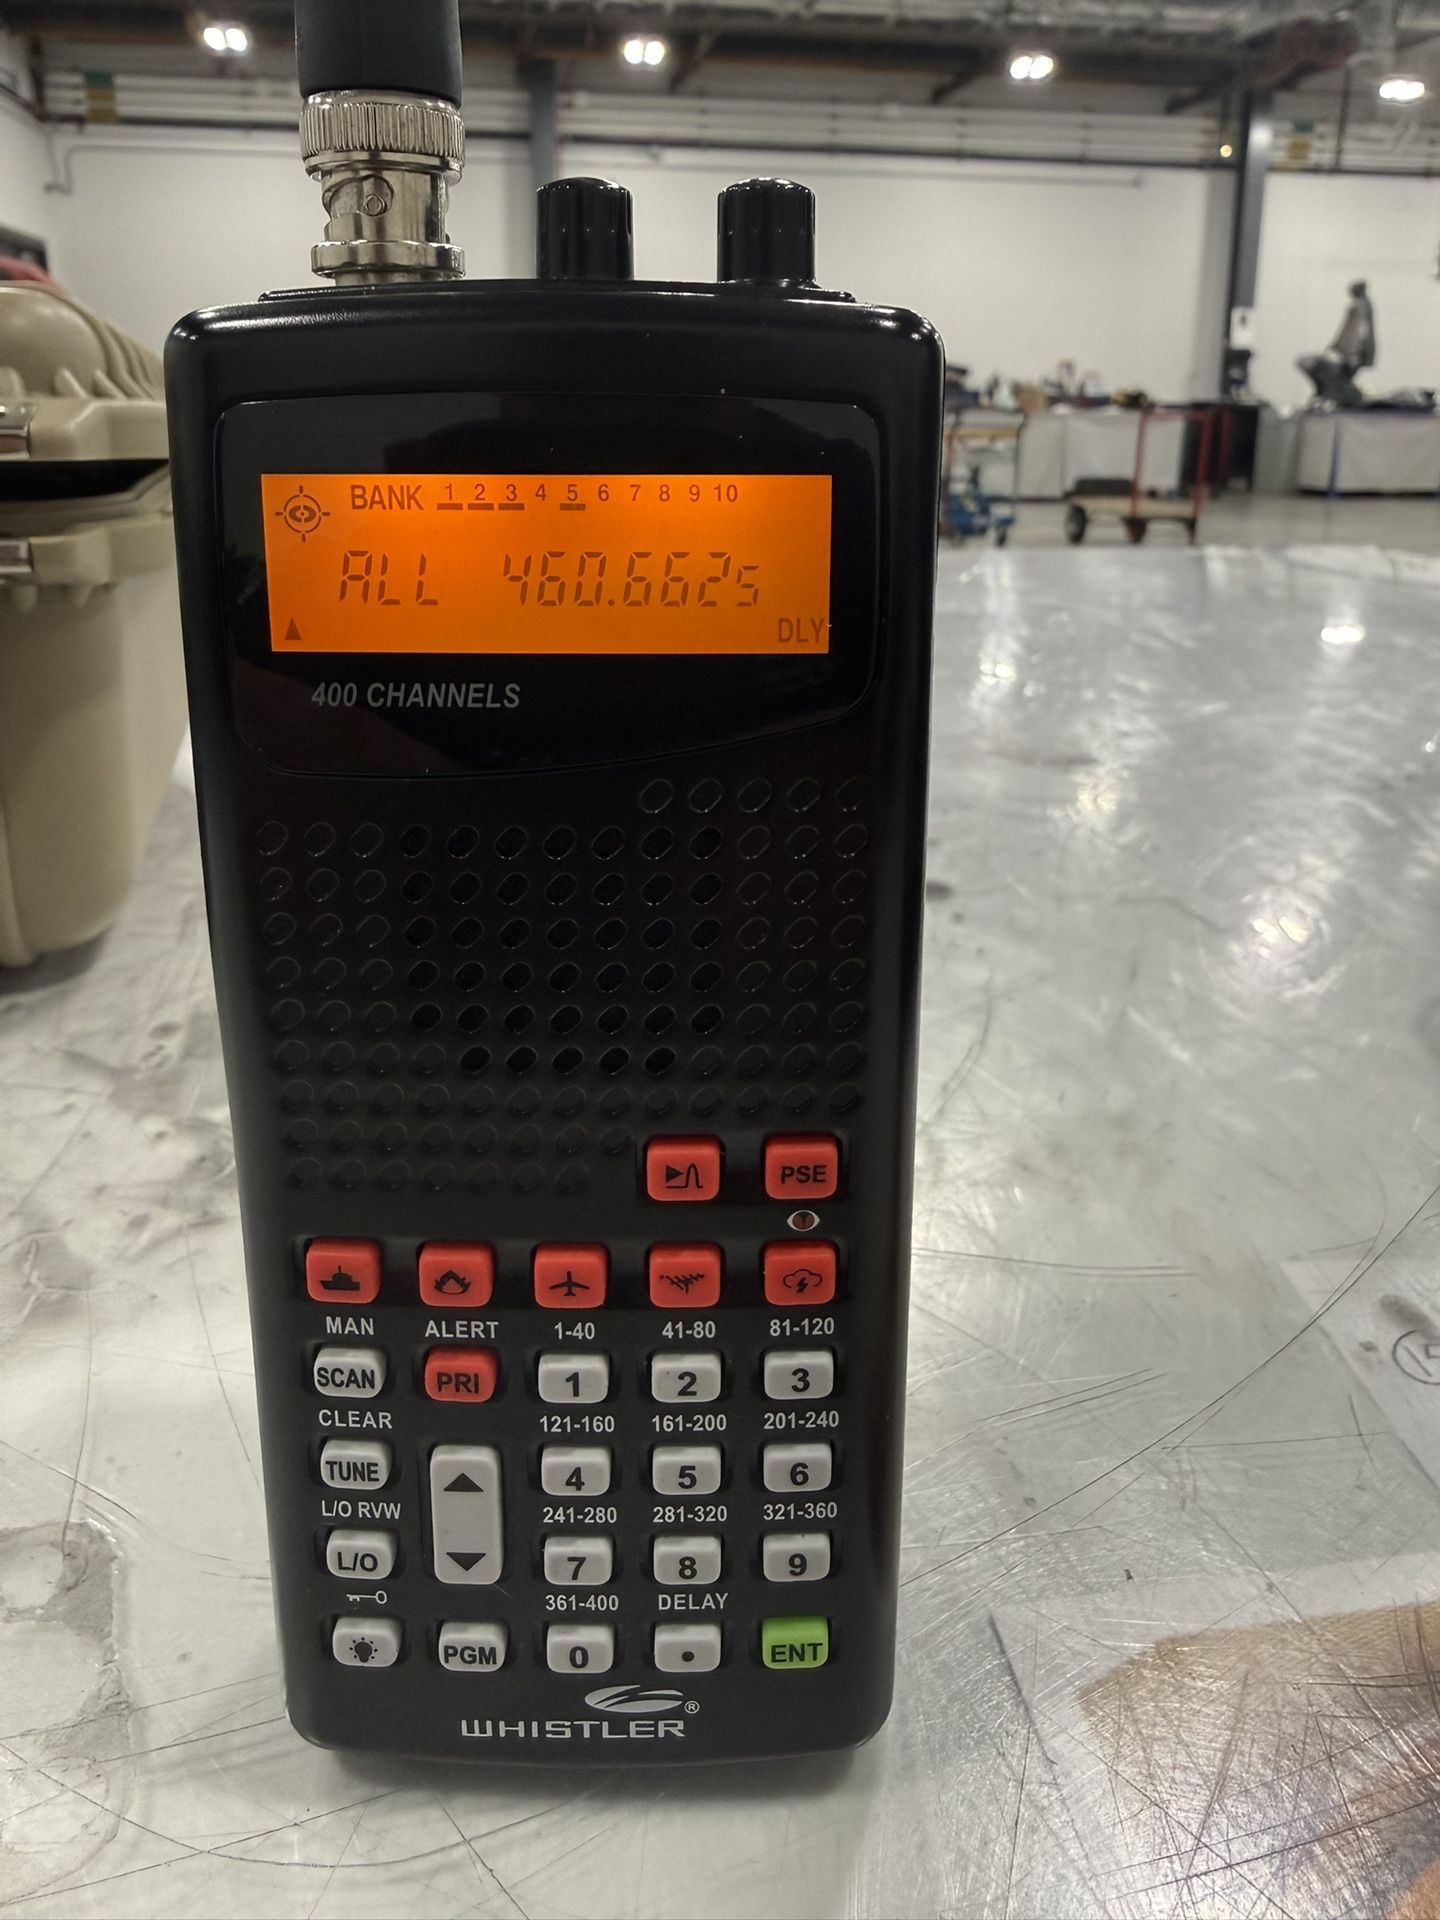 BANK 1 2 3 4 5 6 7 8 9 10
ALL 460.6625
DLY
400 CHANNELS
PSE
MAN ALERT 1-40 41-80 81-120
SCAN PRI 1 2 3
CLEAR 121-160 161-200 201-240
TUNE 4 5 6
L/O RVW 241-280 281-320 321-360
L/O 7 8 9
361-400 DELAY
PGM 0 . ENT
WHISTLER®
15